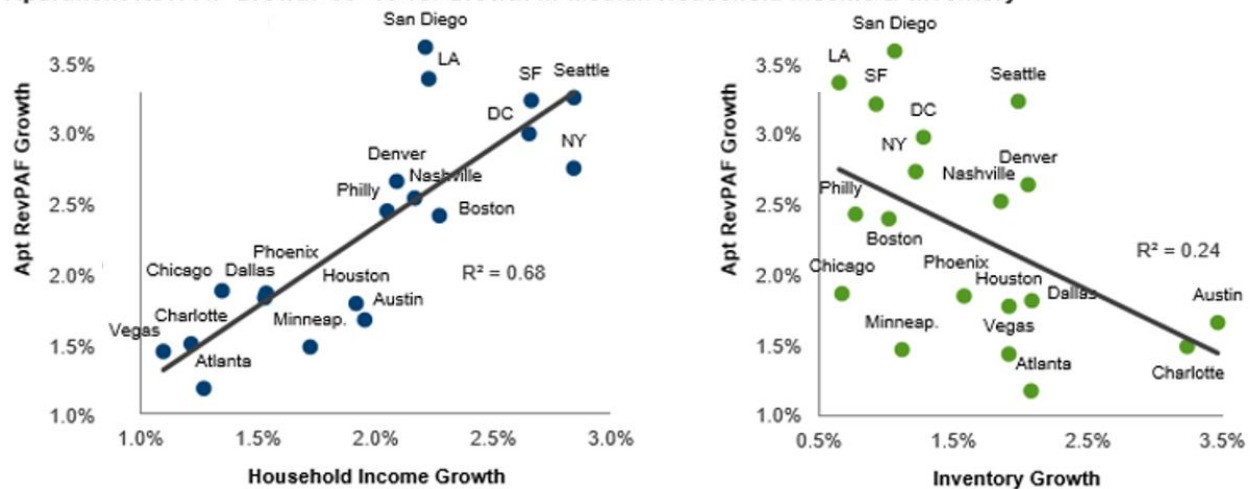 San Diego
LA
SF Seattle
DC
NY
Denver
Nashville
Philly
Boston
Phoenix
Chicago Dallas
Houston
Austin
Charlotte
Minneap.
Vegas
Atlanta
R² = 0.68
3.5%
3.0%
2.5%
2.0%
1.5%
1.0%
Apt RevPAF Growth
1.0% 1.5% 2.0% 2.5% 3.0%
Household Income Growth
San Diego
LA
SF
Seattle
DC
NY
Denver
Nashville
Philly
Boston
R² = 0.24
Chicago
Phoenix
Houston
Dallas
Austin
Minneap.
Vegas
Atlanta
Charlotte
3.5%
3.0%
2.5%
2.0%
1.5%
1.0%
Apt RevPAF Growth
0.5% 1.5% 2.5% 3.5%
Inventory Growth